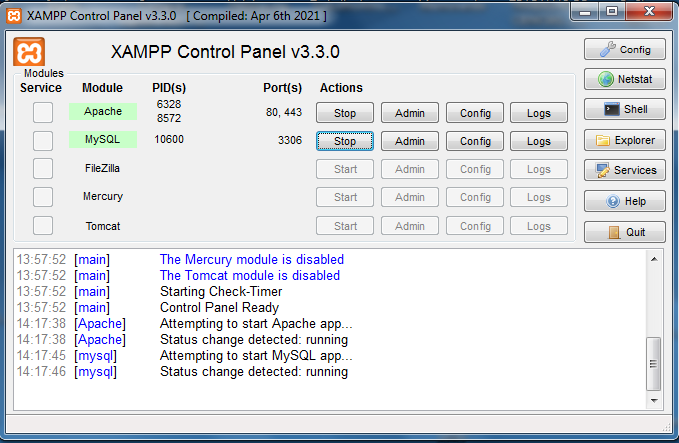 XAMPP Control Panel v3.3.0 [ Compiled: Apr 6th 2021 ]
XAMPP Control Panel v3.3.0
Config
Modules
Service Module PID(s) Port(s) Actions
Netstat
Apache 6328 8572 80, 443 Stop Admin Config Logs
Shell
MySQL 10600 3306 Stop Admin Config Logs
Explorer
FileZilla Start Admin Config Logs
Services
Mercury Start Admin Config Logs
Help
Tomcat Start Admin Config Logs
Quit
13:57:52 [main] The Mercury module is disabled
13:57:52 [main] The Tomcat module is disabled
13:57:52 [main] Starting Check-Timer
13:57:52 [main] Control Panel Ready
14:17:38 [Apache] Attempting to start Apache app...
14:17:38 [Apache] Status change detected: running
14:17:45 [mysql] Attempting to start MySQL app...
14:17:46 [mysql] Status change detected: running